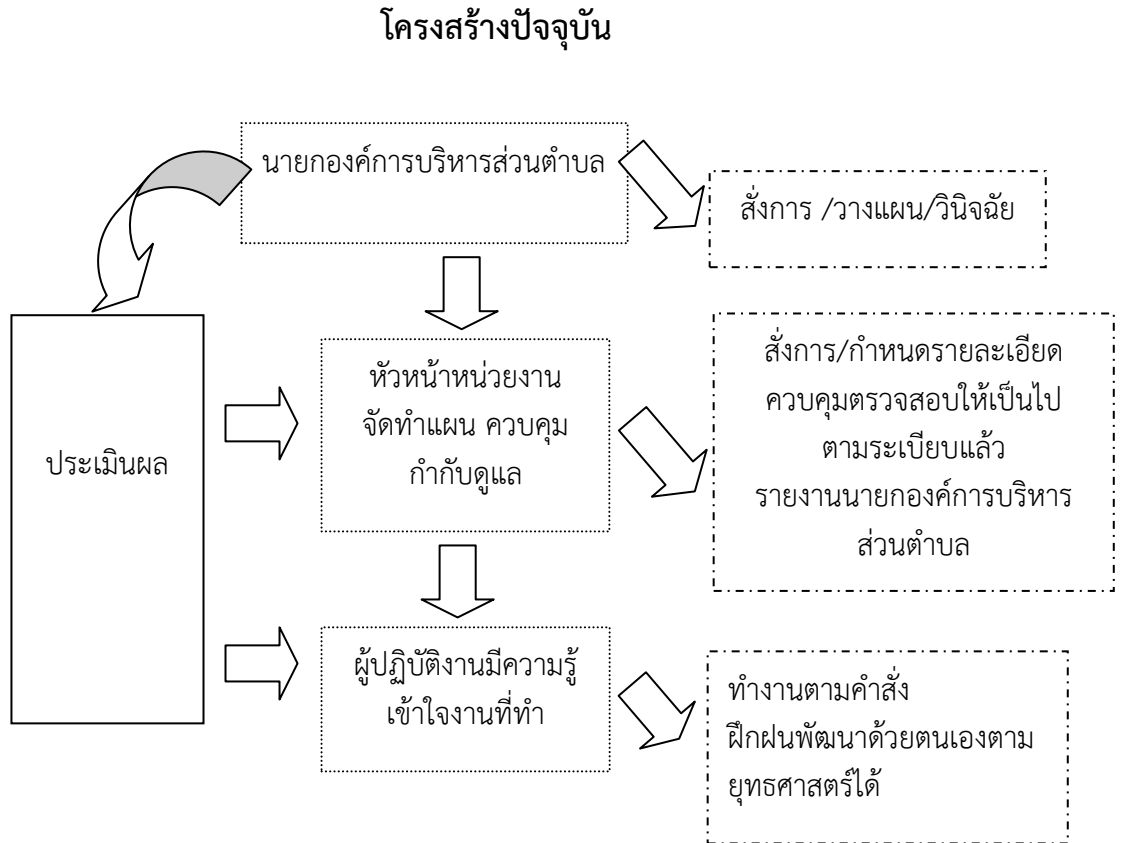 โครงสร้างปัจจุบัน
นายกองค์การบริหารส่วนตำบล
สั่งการ /วางแผน/วินิจฉัย
หัวหน้าหน่วยงาน
จัดทำแผน ควบคุม
กำกับดูแล
สั่งการ/กำหนดรายละเอียด
ควบคุมตรวจสอบให้เป็นไป
ตามระเบียบแล้ว
รายงานนายกองค์การบริหาร
ส่วนตำบล
ประเมินผล
ผู้ปฏิบัติงานมีความรู้
เข้าใจงานที่ทำ
ทำงานตามคำสั่ง
ฝึกฝนพัฒนาด้วยตนเองตาม
ยุทธศาสตร์ได้